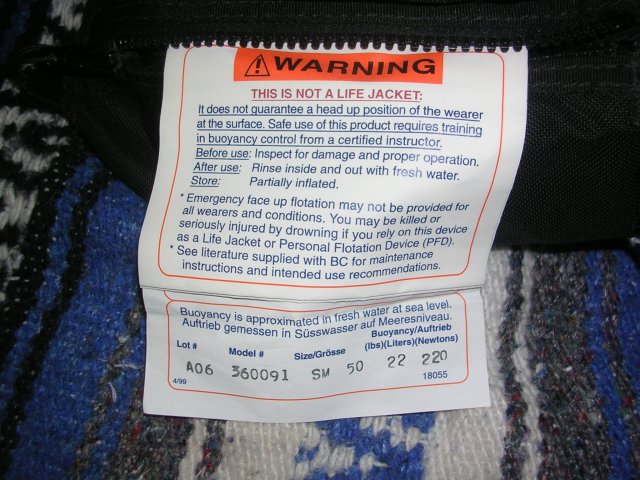 WARNING
THIS IS NOT A LIFE JACKET:
It does not guarantee a head up position of the wearer
at the surface. Safe use of this product requires training
in buoyancy control from a certified instructor.
Before use: Inspect for damage and proper operation.
After use: Rinse inside and out with fresh water.
Store: Partially inflated.
* Emergency face up flotation may not be provided for
all wearers and conditions. You may be killed or
seriously injured by drowning if you rely on this device
as a Life Jacket or Personal Flotation Device (PFD).
* See literature supplied with BC for maintenance
instructions and intended use recommendations.
Buoyancy is approximated in fresh water at sea level.
Auftrieb gemessen in Süsswasser auf Meeresniveau.
Lot # Model # Size/Grösse Buoyancy/Auftrieb
(lbs)(Liters)(Newtons)
A06 360091 SM 50 22 220
4/99 18055